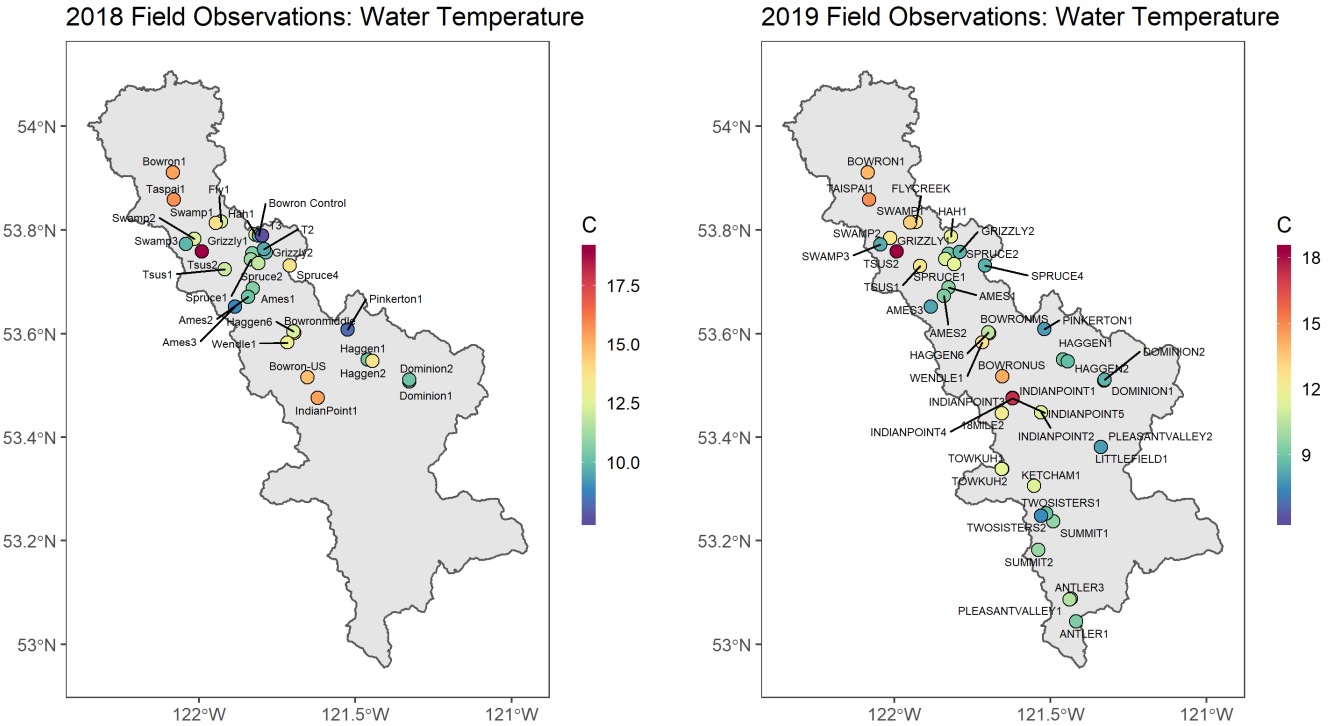 2018 Field Observations: Water Temperature
54°N
53.8°N
53.6°N
53.4°N
53.2°N
53°N
122°W
121.5°W
121°W
Bowron1
Taspai1
Fly1
Swamp1
Hah1
Bowron Control
Swamp2
T3
T2
Swamp3
Grizzly1
Grizzly2
Tsus2
Tsus1
Spruce2
Spruce4
Spruce1
Ames1
Pinkerton1
Ames2
Haggen6
Bowronmiddle
Ames3
Wendle1
Haggen1
Bowron-US
Haggen2
Dominion2
Dominion1
IndianPoint1
C
17.5
15.0
12.5
10.0
2019 Field Observations: Water Temperature
54°N
53.8°N
53.6°N
53.4°N
53.2°N
53°N
122°W
121.5°W
121°W
BOWRON1
TAISPAI1
FLYCREEK
SWAMP1
HAH1
SWAMP2
GRIZZLY1
GRIZZLY2
SWAMP3
TSUS2
SPRUCE2
SPRUCE4
TSUS1
SPRUCE1
AMES1
AMES3
AMES2
BOWRONMS
PINKERTON1
HAGGEN6
HAGGEN1
DOMINION2
WENDLE1
BOWRONUS
HAGGEN2
INDIANPOINT1
DOMINION1
INDIANPOINT3
INDIANPOINT5
18MILE2
INDIANPOINT4
INDIANPOINT2
PLEASANTVALLEY2
LITTLEFIELD1
TOWKUH1
TOWKUH2
KETCHAM1
TWOSISTERS1
TWOSISTERS2
SUMMIT1
SUMMIT2
ANTLER3
PLEASANTVALLEY1
ANTLER1
C
18
15
12
9